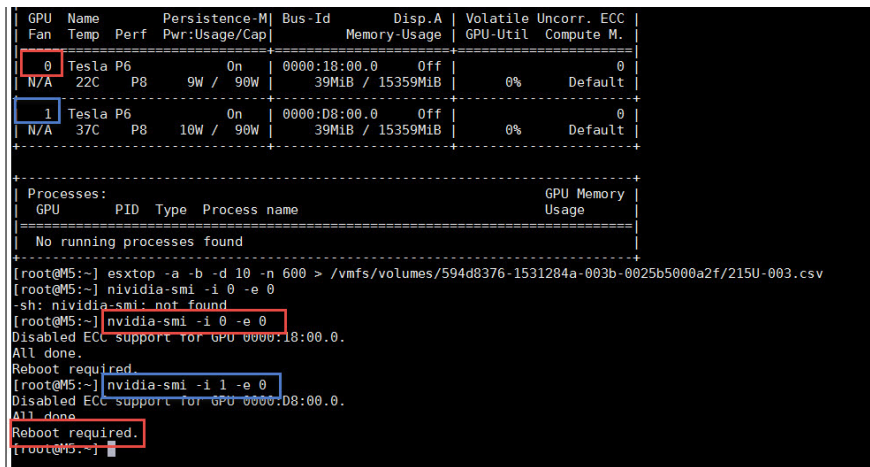 | GPU  Name        Persistence-M| Bus-Id        Disp.A | Volatile Uncorr. ECC |
| Fan  Temp  Perf  Pwr:Usage/Cap|         Memory-Usage | GPU-Util  Compute M. |
|===============================+======================+======================|
|   0  Tesla P6            On   | 0000:18:00.0     Off |                    0 |
| N/A   22C    P8     9W /  90W |     39MiB / 15359MiB |      0%      Default |
+-------------------------------+----------------------+----------------------+
|   1  Tesla P6            On   | 0000:D8:00.0     Off |                    0 |
| N/A   37C    P8    10W /  90W |     39MiB / 15359MiB |      0%      Default |
+-------------------------------+----------------------+----------------------+
+-----------------------------------------------------------------------------+
| Processes:                                                       GPU Memory |
|  GPU       PID  Type  Process name                               Usage      |
|=============================================================================|
|  No running processes found                                                 |
+-----------------------------------------------------------------------------+
[root@M5:~] esxtop -a -b -d 10 -n 600 > /vmfs/volumes/594d8376-1531284a-003b-0025b5000a2f/215U-003.csv
[root@M5:~] nividia-smi -i 0 -e 0
-sh: nividia-smi: not found
[root@M5:~] nvidia-smi -i 0 -e 0
Disabled ECC support for GPU 0000:18:00.0.
All done.
Reboot required.
[root@M5:~] nvidia-smi -i 1 -e 0
Disabled ECC support for GPU 0000:D8:00.0.
All done.
Reboot required.
[root@M5:~]